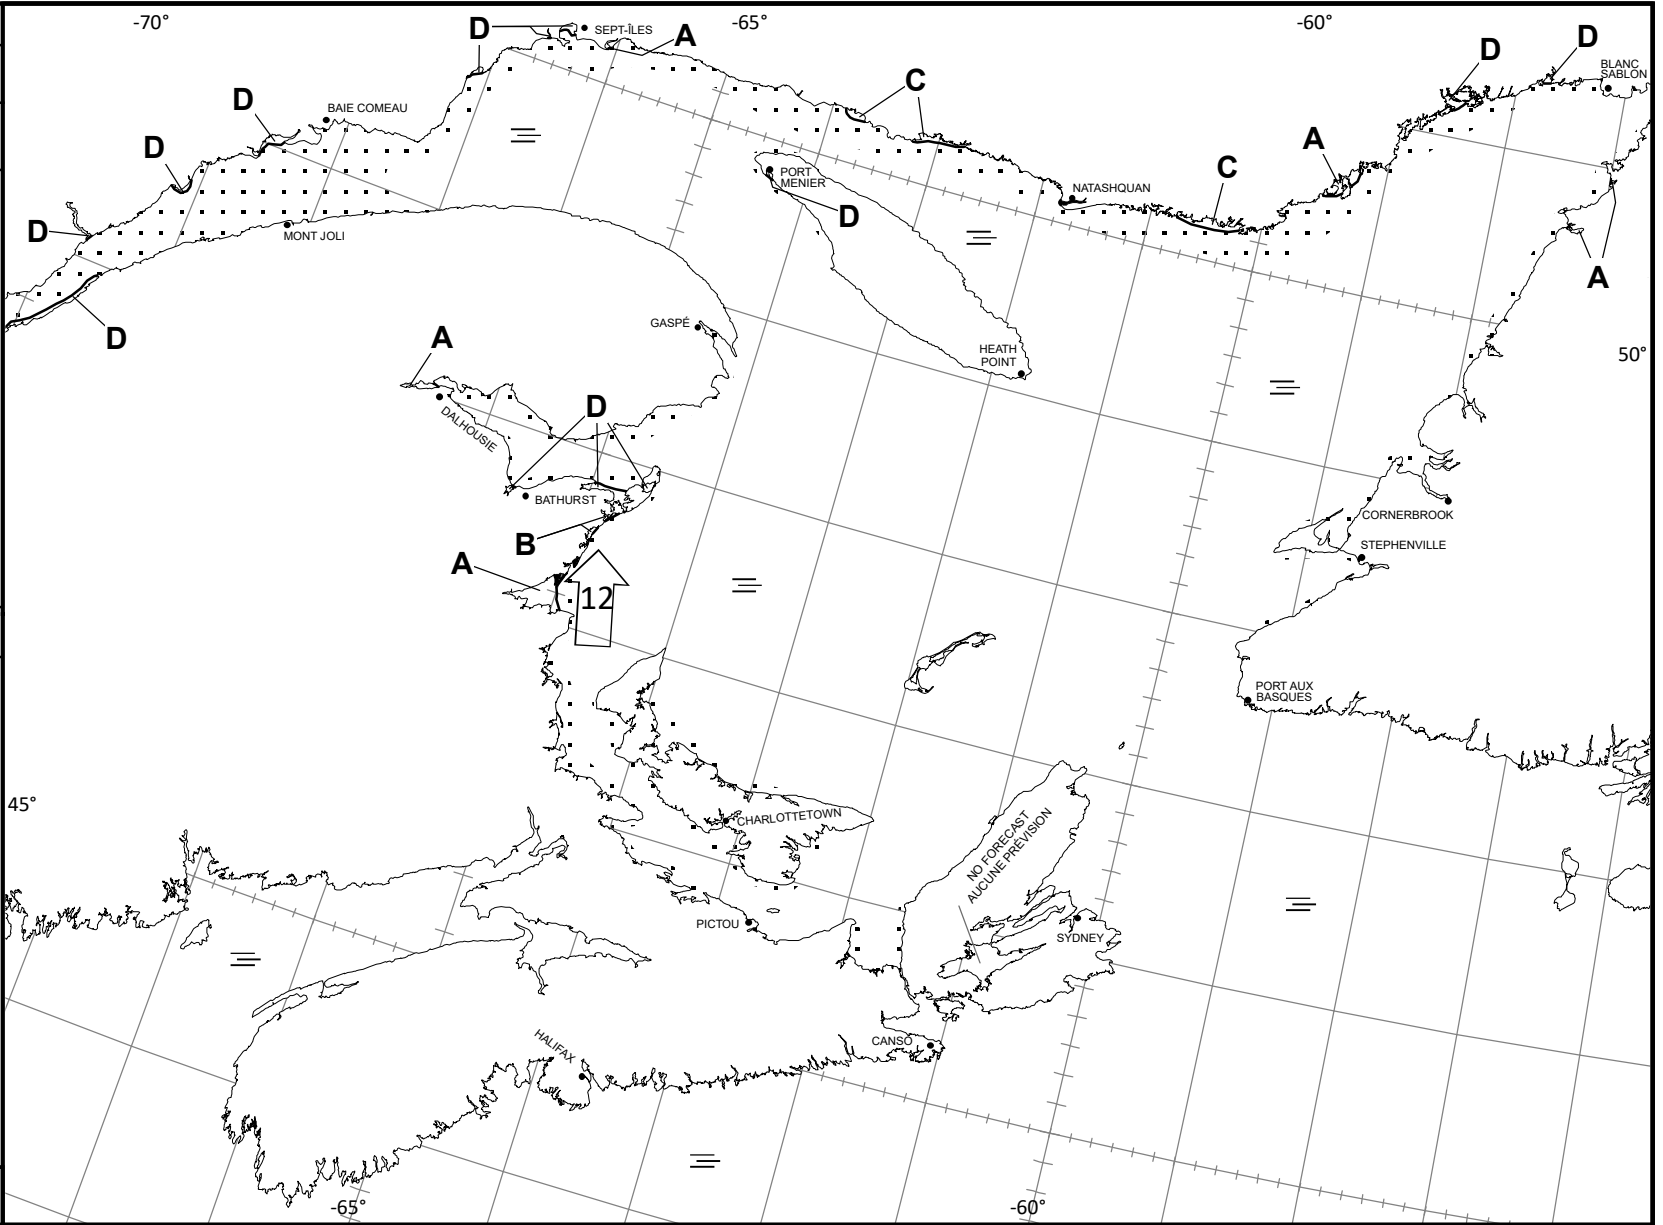 -70°
-65°
-60°
D
SEPT-ÎLES
A
D
D
BLANC
SABLON
C
D
BAIE COMEAU
D
A
C
PORT
MENIER
NATASHQUAN
D
D
MONT JOLI
A
D
GASPÉ
A
HEATH
POINT
50°
DALHOUSIE
D
BATHURST
CORNERBROOK
B
STEPHENVILLE
A
12
PORT AUX
BASQUES
45°
CHARLOTTETOWN
NO FORECAST
AUCUNE PRÉVISION
PICTOU
SYDNEY
HALIFAX
CANSO
-65°
-60°